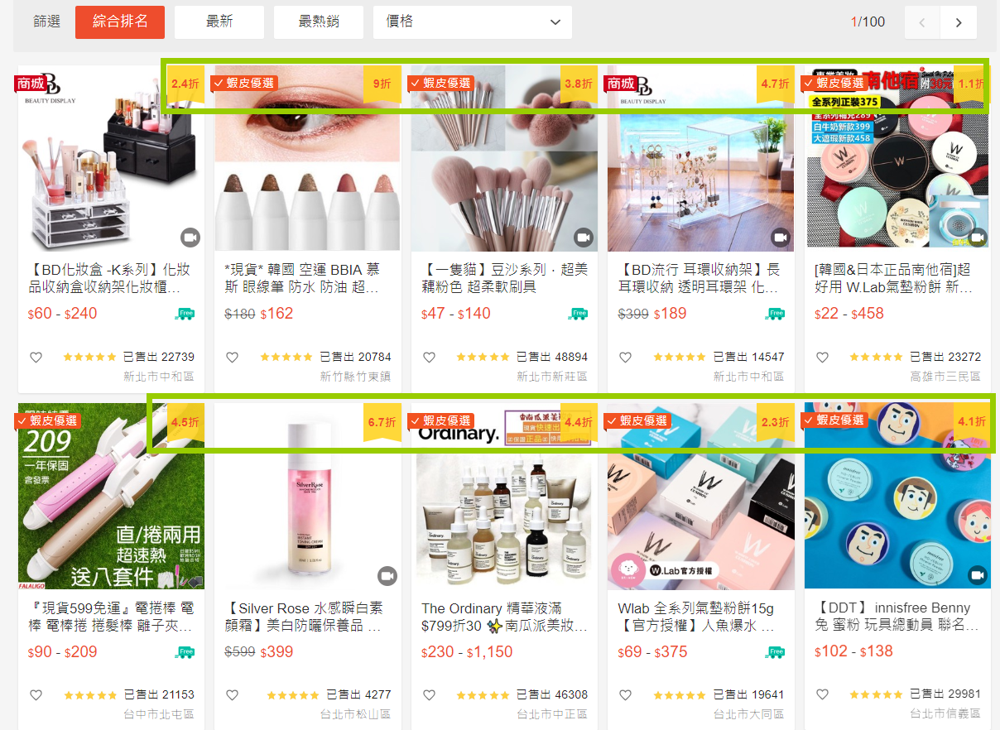 篩選 綜合排名 最新 最熱銷 價格 1/100
商城 BEAUTY DISPLAY 2.4折
蝦皮優選 9折
蝦皮優選 3.8折
商城 BEAUTY DISPLAY 4.7折
蝦皮優選 南他宿 1.1折
全系列正裝375
全系列補充289
白牛奶新款399
大遮瑕新款458
【BD化妝盒 -K系列】化妝
品收納盒收納架化妝櫃...
$60 - $240 Free
已售出 22739
新北市中和區
*現貨* 韓國 空運 BBIA 慕
斯 眼線筆 防水 防油 超...
$180 $162
已售出 20784
新竹縣竹東鎮
【一隻貓】豆沙系列．超美
藕粉色 超柔軟刷具
$47 - $140 Free
已售出 48894
新北市新莊區
【BD流行 耳環收納架】長
耳環收納 透明耳環架 化...
$399 $189 Free
已售出 14547
新北市中和區
[韓國&日本正品南他宿]超
好用 W.Lab氣墊粉餅 新...
$22 - $458
已售出 23272
高雄市三民區
蝦皮優選 4.5折
209
一年保固
含發票
直/捲兩用
超速熱
送八套件
FALALIGO
6.7折
SilverRose
INSTANT
TONING CREAM
蝦皮優選 4.4折
Ordinary.
蝦皮優選 2.3折
W
CUSHION
W.Lab官方授權
蝦皮優選 4.1折
innisfree
『現貨599免運』電捲棒 電
棒 電棒捲 捲髮棒 離子夾...
$90 - $209 Free
已售出 21153
台中市北屯區
【Silver Rose 水感瞬白素
顏霜】美白防曬保養品 ...
$599 $399
已售出 4277
台北市松山區
The Ordinary 精華液滿
$799折30 ✨南瓜派美妝...
$230 - $1,150
已售出 46308
台北市中正區
Wlab 全系列氣墊粉餅15g
【官方授權】人魚爆水 ...
$69 - $375 Free
已售出 19641
台北市大同區
【DDT】 innisfree Benny
兔 蜜粉 玩具總動員 聯名...
$102 - $138
已售出 29981
台北市信義區